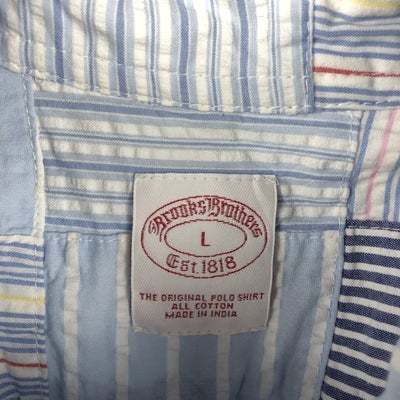 Brooks Brothers
L
Est. 1818
THE ORIGINAL POLO SHIRT
ALL COTTON
MADE IN INDIA